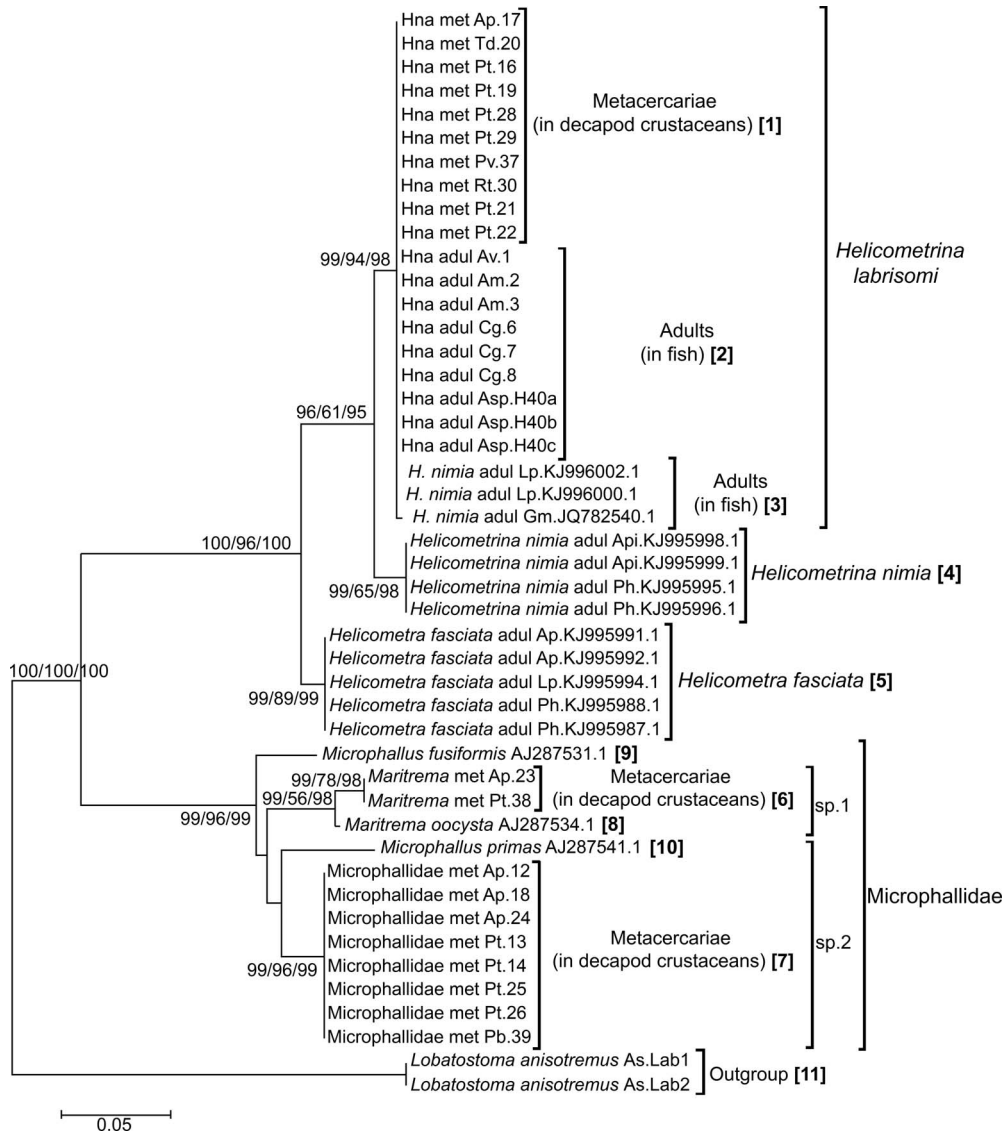 Hna met Ap.17
Hna met Td.20
Hna met Pt.16
Hna met Pt.19
Hna met Pt.28
Hna met Pt.29
Hna met Pv.37
Hna met Rt.30
Hna met Pt.21
Hna met Pt.22
Metacercariae
(in decapod crustaceans) [1]
99/94/98
Hna adul Av.1
Hna adul Am.2
Hna adul Am.3
Hna adul Cg.6
Hna adul Cg.7
Hna adul Cg.8
Hna adul Asp.H40a
Hna adul Asp.H40b
Hna adul Asp.H40c
Adults
(in fish) [2]
Helicometrina
labrisomi
96/61/95
H. nimia adul Lp.KJ996002.1
H. nimia adul Lp.KJ996000.1
H. nimia adul Gm.JQ782540.1
Adults
(in fish) [3]
100/96/100
99/65/98
Helicometrina nimia adul Api.KJ995998.1
Helicometrina nimia adul Api.KJ995999.1
Helicometrina nimia adul Ph.KJ995995.1
Helicometrina nimia adul Ph.KJ995996.1
Helicometrina nimia [4]
100/100/100
99/89/99
Helicometra fasciata adul Ap.KJ995991.1
Helicometra fasciata adul Ap.KJ995992.1
Helicometra fasciata adul Lp.KJ995994.1
Helicometra fasciata adul Ph.KJ995988.1
Helicometra fasciata adul Ph.KJ995987.1
Helicometra fasciata [5]
Microphallus fusiformis AJ287531.1 [9]
99/78/98
99/56/98
99/96/99
Maritrema met Ap.23
Maritrema met Pt.38
Metacercariae
(in decapod crustaceans) [6]
sp.1
Maritrema oocysta AJ287534.1 [8]
Microphallus primas AJ287541.1 [10]
Microphallidae met Ap.12
Microphallidae met Ap.18
Microphallidae met Ap.24
Microphallidae met Pt.13
Microphallidae met Pt.14
Microphallidae met Pt.25
Microphallidae met Pt.26
Microphallidae met Pb.39
99/96/99
Metacercariae
(in decapod crustaceans) [7]
sp.2
Microphallidae
Lobatostoma anisotremus As.Lab1
Lobatostoma anisotremus As.Lab2
Outgroup [11]
0.05